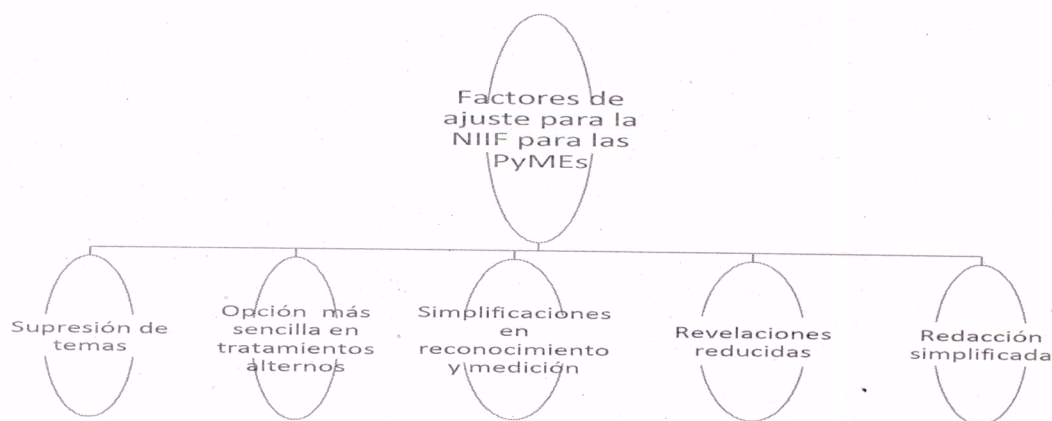 Factores de
ajuste para la
NIIF para las
PyMEs
Supresión de
temas
Opción más
sencilla en
tratamientos
alternos
Simplificaciones
en
reconocimiento
y medición
Revelaciones
reducidas
Redacción
simplificada